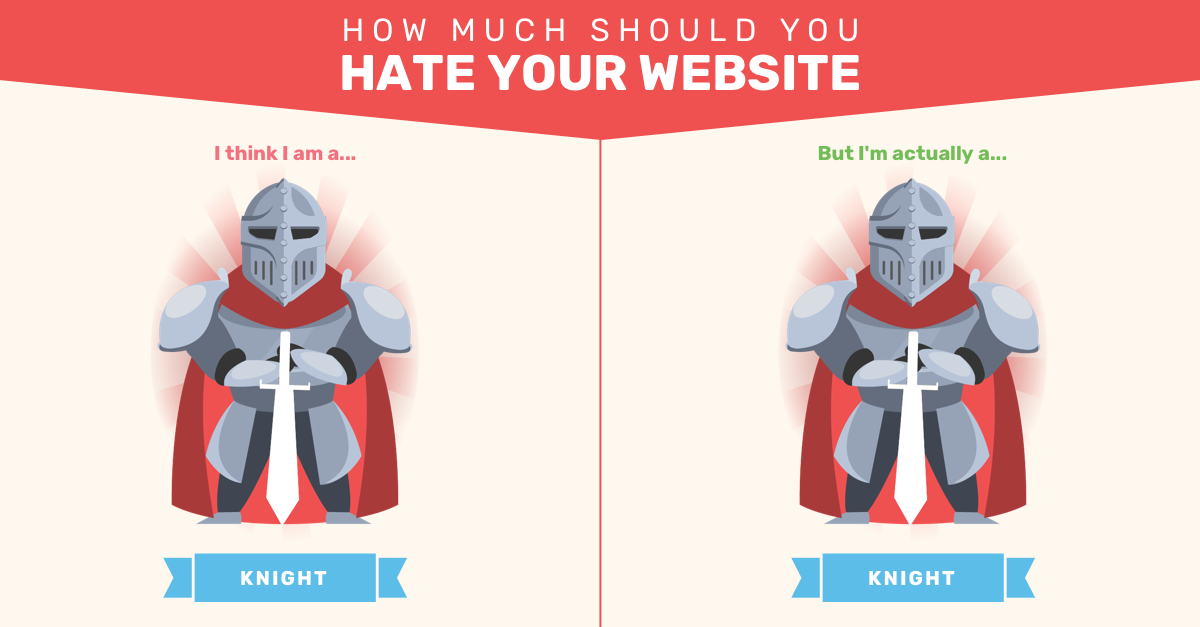 HOW MUCH SHOULD YOU
HATE YOUR WEBSITE
I think I am a...
KNIGHT
But I'm actually a...
KNIGHT